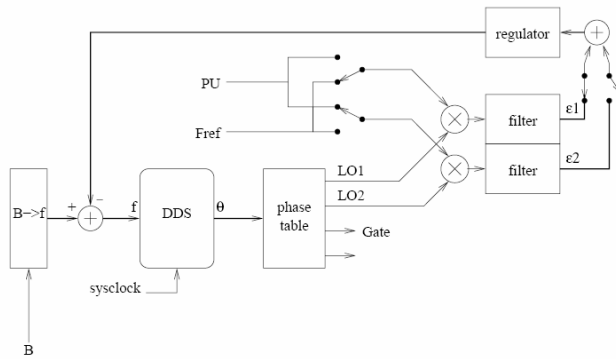 regulator
+
PU
Fref
×
filter
ε1
×
filter
ε2
LO1
LO2
B->f
+
−
+
f
DDS
θ
phase
table
Gate
sysclock
B